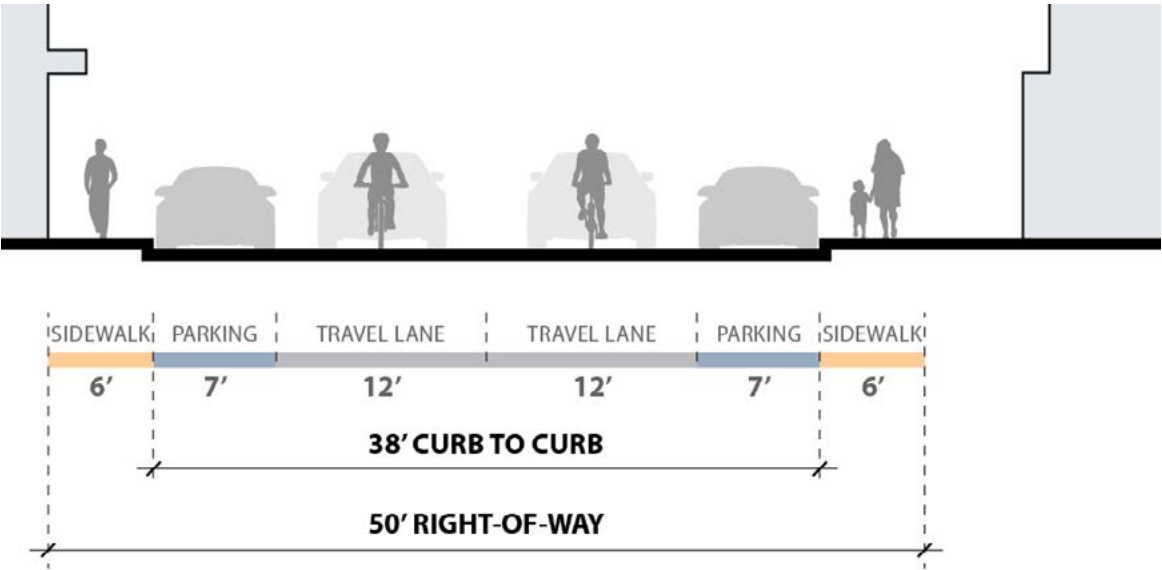 SIDEWALK PARKING TRAVEL LANE TRAVEL LANE PARKING SIDEWALK
6’ 7’ 12’ 12’ 7’ 6’
38’ CURB TO CURB
50’ RIGHT-OF-WAY